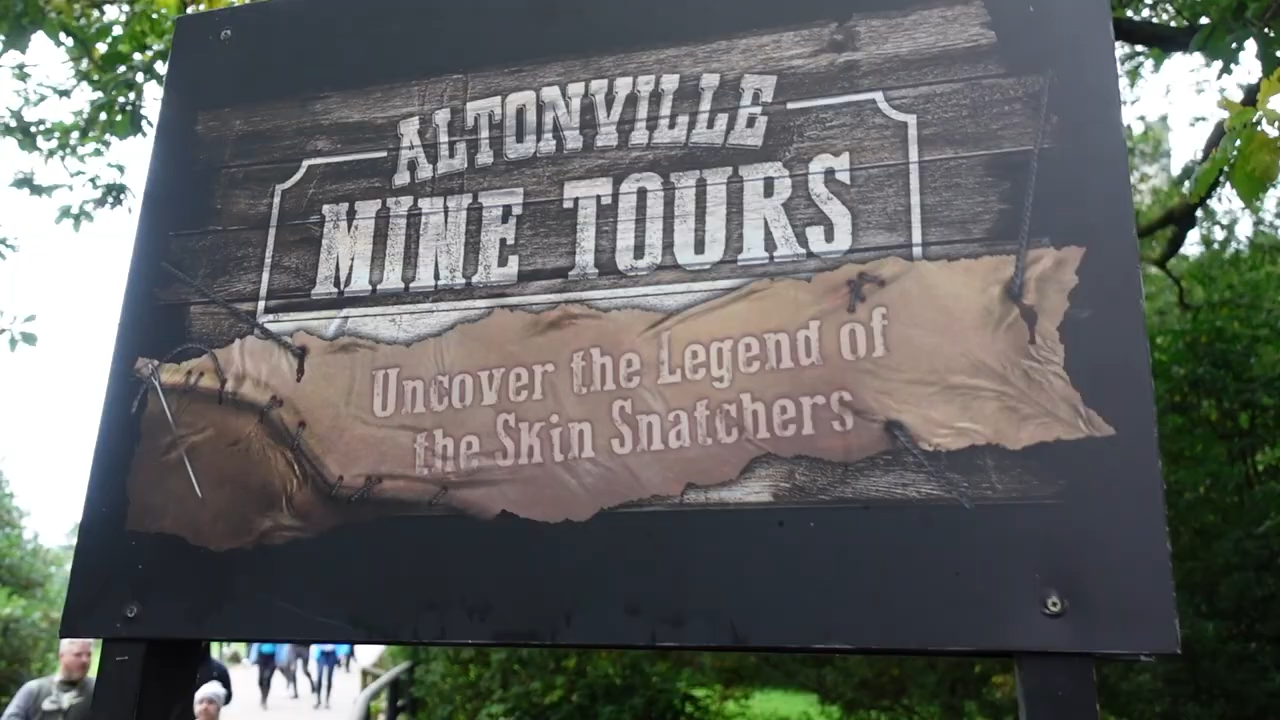 ALTONVILLE
MINE TOURS
Uncover the Legend of
the Skin Snatchers